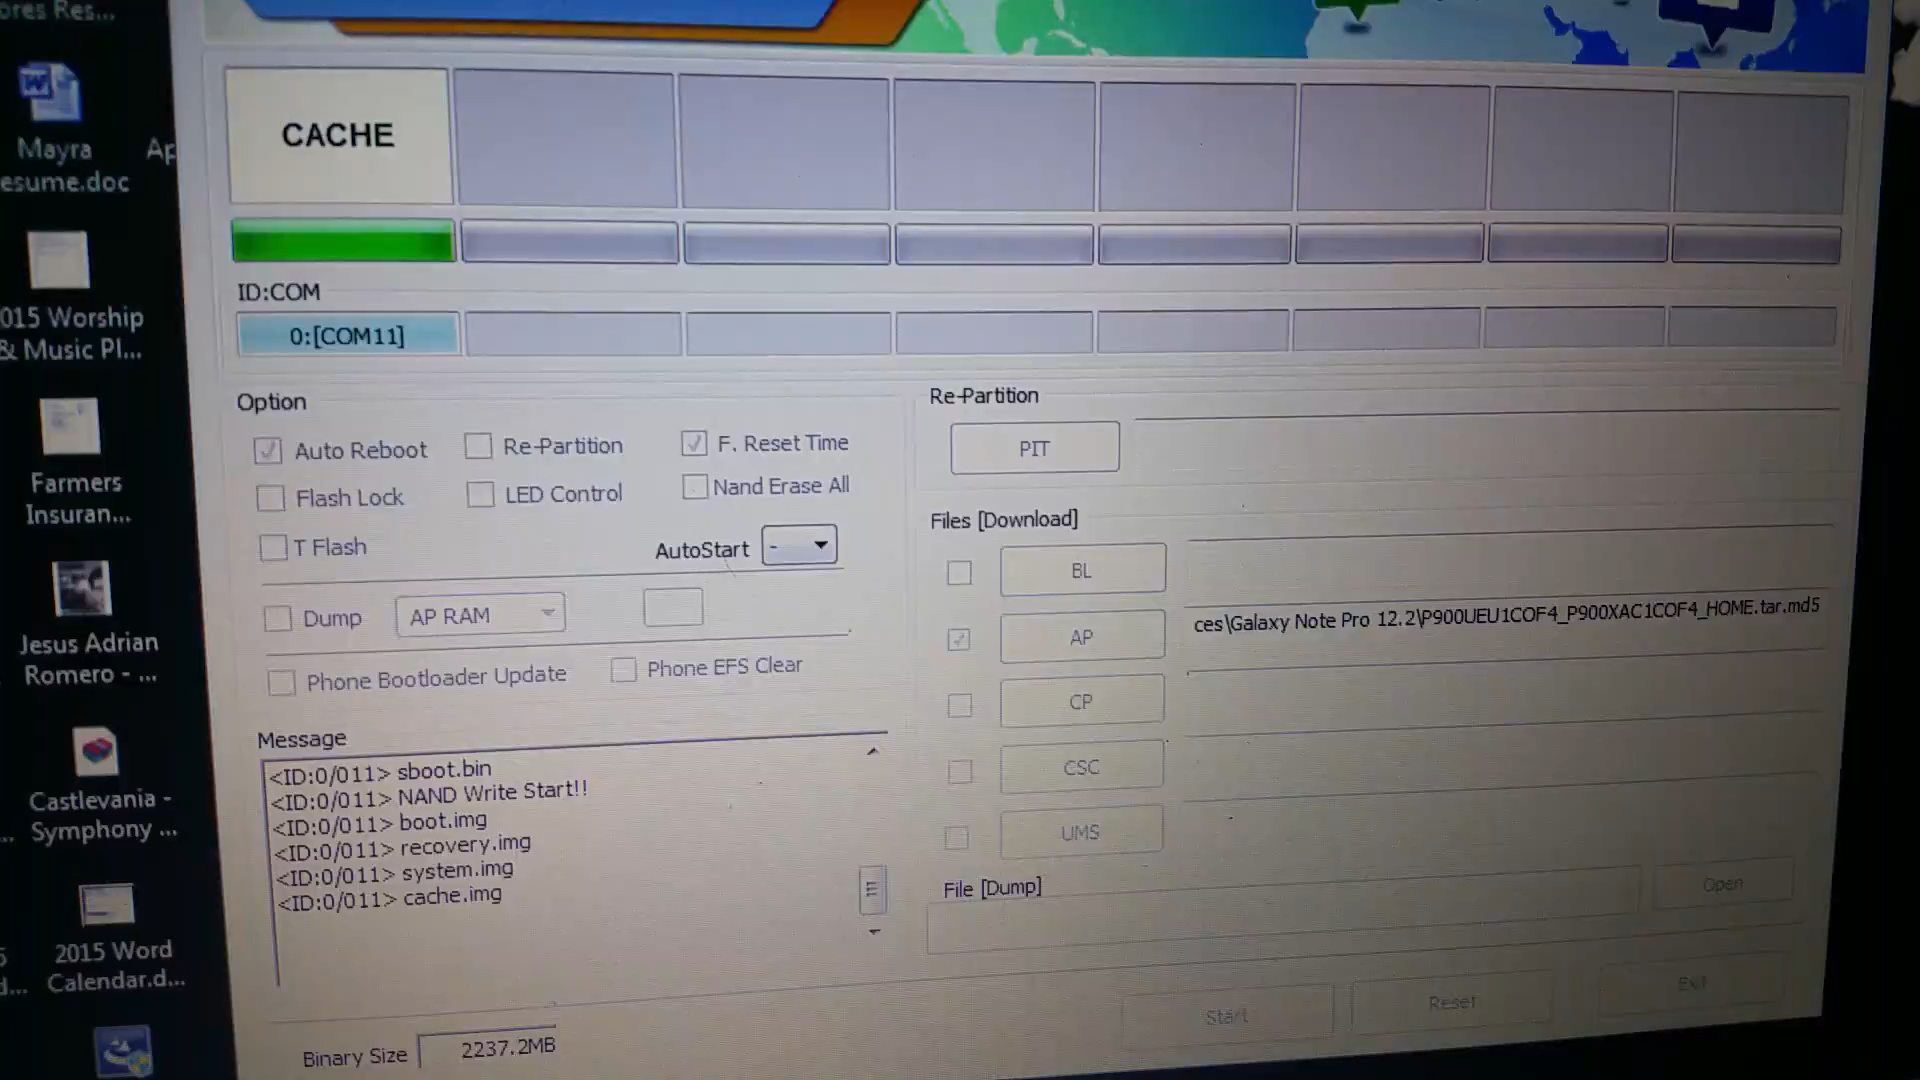 ores Res...
Mayra
esume.doc
Ap
015 Worship
& Music Pl...
Farmers
Insuran...
Jesus Adrian
Romero - ...
Castlevania -
Symphony ...
2015 Word
Calendar.d...
CACHE
ID:COM
0:[COM11]
Option
Auto Reboot
Re-Partition
F. Reset Time
Flash Lock
LED Control
Nand Erase All
T Flash
AutoStart -
Dump
AP RAM
Phone Bootloader Update
Phone EFS Clear
Message
<ID:0/011> sboot.bin
<ID:0/011> NAND Write Start!!
<ID:0/011> boot.img
<ID:0/011> recovery.img
<ID:0/011> system.img
<ID:0/011> cache.img
Binary Size 2237.2MB
Re-Partition
PIT
Files [Download]
BL
AP
ces\Galaxy Note Pro 12.2\P900UEU1COF4_P900XAC1COF4_HOME.tar.md5
CP
CSC
UMS
File [Dump]
Open
Start
Reset
Exit